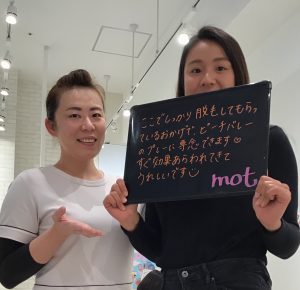 ここでしっかり脱毛してもらっ
ているおかげで、ビーチバレー
のプレーに専念できます♡
すぐ効果あらわれてきて
うれしいです
mot.